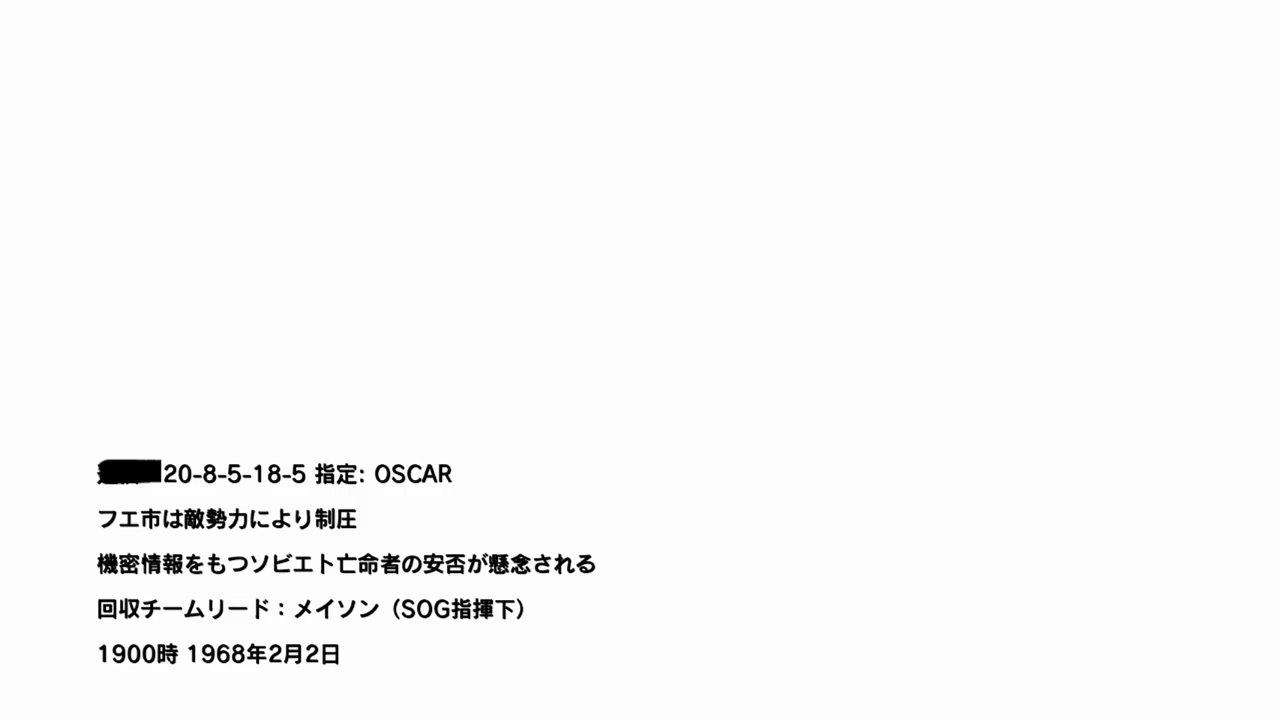 20-8-5-18-5 指定: OSCAR
フエ市は敵勢力により制圧
機密情報をもつソビエト亡命者の安否が懸念される
回収チームリード：メイソン（SOG指揮下）
1900時 1968年2月2日